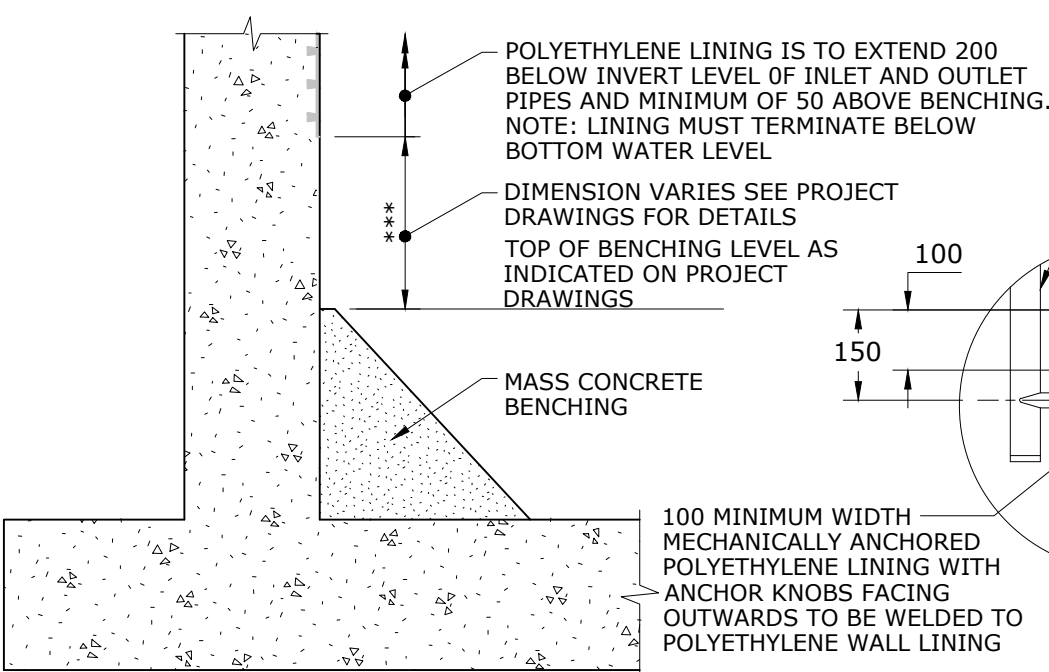 POLYETHYLENE LINING IS TO EXTEND 200
BELOW INVERT LEVEL 0F INLET AND OUTLET
PIPES AND MINIMUM OF 50 ABOVE BENCHING.
NOTE: LINING MUST TERMINATE BELOW
BOTTOM WATER LEVEL
DIMENSION VARIES SEE PROJECT
DRAWINGS FOR DETAILS
***
TOP OF BENCHING LEVEL AS
INDICATED ON PROJECT
DRAWINGS
100
150
MASS CONCRETE
BENCHING
100 MINIMUM WIDTH
MECHANICALLY ANCHORED
POLYETHYLENE LINING WITH
ANCHOR KNOBS FACING
OUTWARDS TO BE WELDED TO
POLYETHYLENE WALL LINING